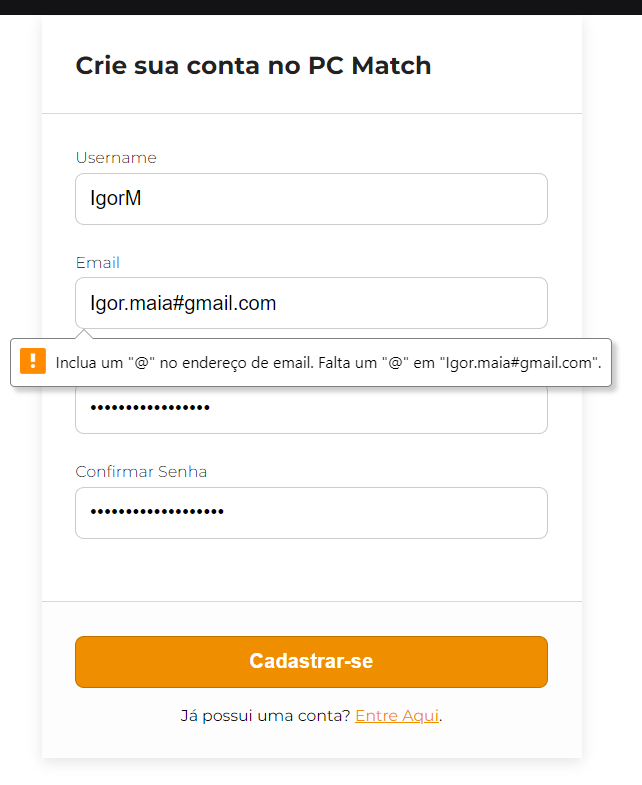 Crie sua conta no PC Match
Username
IgorM
Email
Igor.maia#gmail.com
Inclua um "@" no endereço de email. Falta um "@" em "Igor.maia#gmail.com".
•••••••••••••••••
Confirmar Senha
•••••••••••••••••••
Cadastrar-se
Já possui uma conta? Entre Aqui.